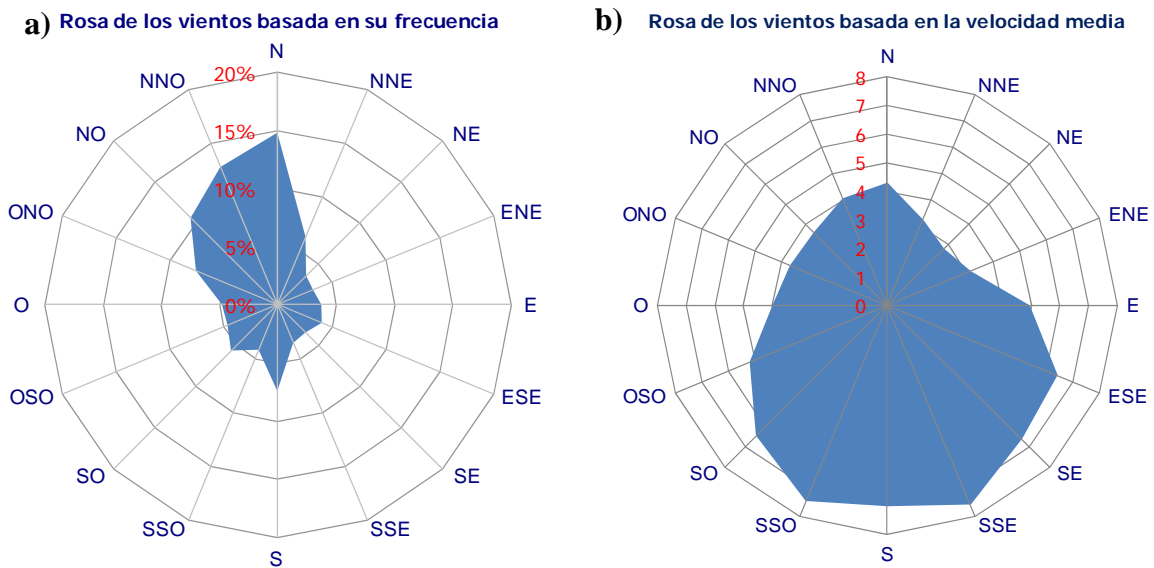 a) Rosa de los vientos basada en su frecuencia
N
NNE
NE
ENE
E
ESE
SE
SSE
S
SSO
SO
OSO
O
ONO
NO
NNO
20%
15%
10%
5%
0%
b) Rosa de los vientos basada en la velocidad media
N
NNE
NE
ENE
E
ESE
SE
SSE
S
SSO
SO
OSO
O
ONO
NO
NNO
8
7
6
5
4
3
2
1
0